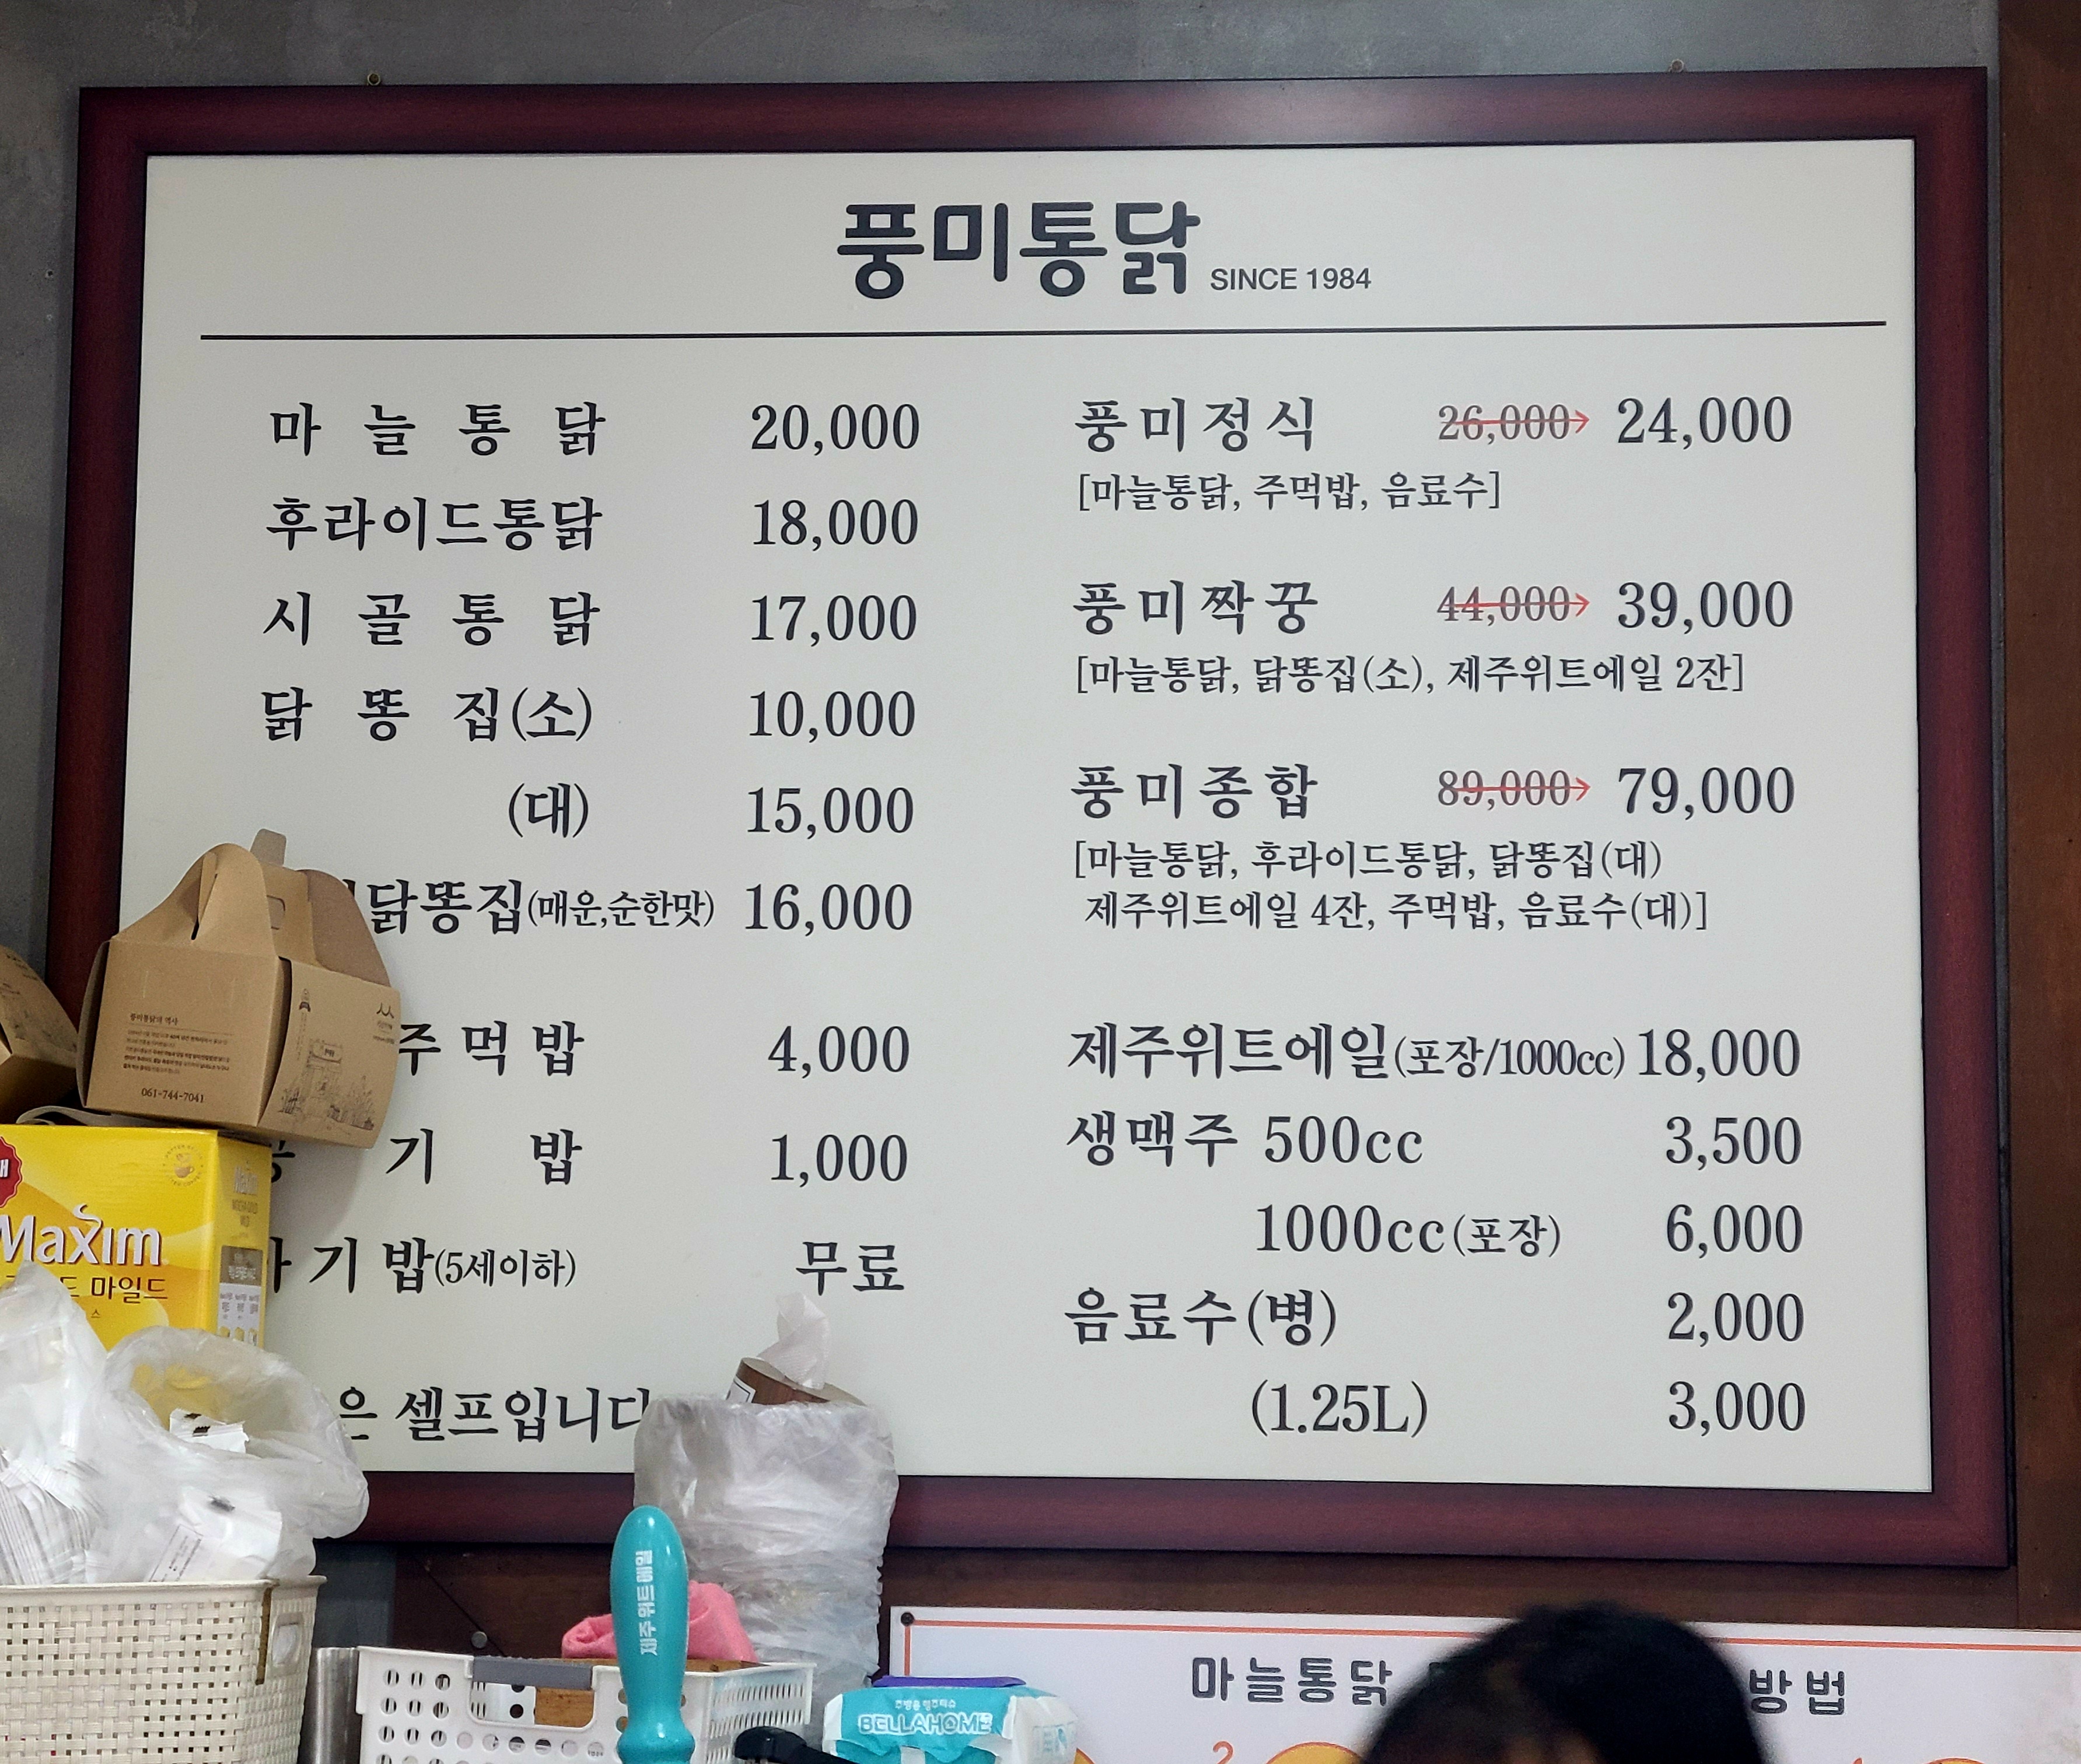 풍미통닭 SINCE 1984
마늘통닭 20,000
후라이드통닭 18,000
시골통닭 17,000
닭똥집(소) 10,000
(대) 15,000
닭똥집(매운,순한맛) 16,000
주먹밥 4,000
기밥 1,000
기밥(5세이하) 무료
은 셀프입니다
풍미정식 26,000→ 24,000
[마늘통닭, 주먹밥, 음료수]
풍미짝꿍 44,000→ 39,000
[마늘통닭, 닭똥집(소), 제주위트에일 2잔]
풍미종합 89,000→ 79,000
[마늘통닭, 후라이드통닭, 닭똥집(대)
제주위트에일 4잔, 주먹밥, 음료수(대)]
제주위트에일(포장/1000cc) 18,000
생맥주 500cc 3,500
1000cc(포장) 6,000
음료수(병) 2,000
(1.25L) 3,000
풍미통닭의 역사
061-744-7041
Maxim
마일드
제주위트에일
BELLAHOME
마늘통닭 방법
2